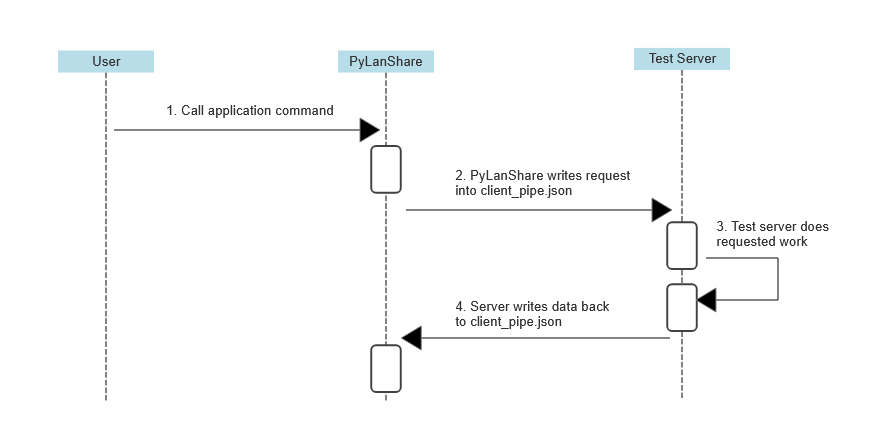 User
PyLanShare
Test Server
1. Call application command
2. PyLanShare writes request
into client_pipe.json
3. Test server does
requested work
4. Server writes data back
to client_pipe.json